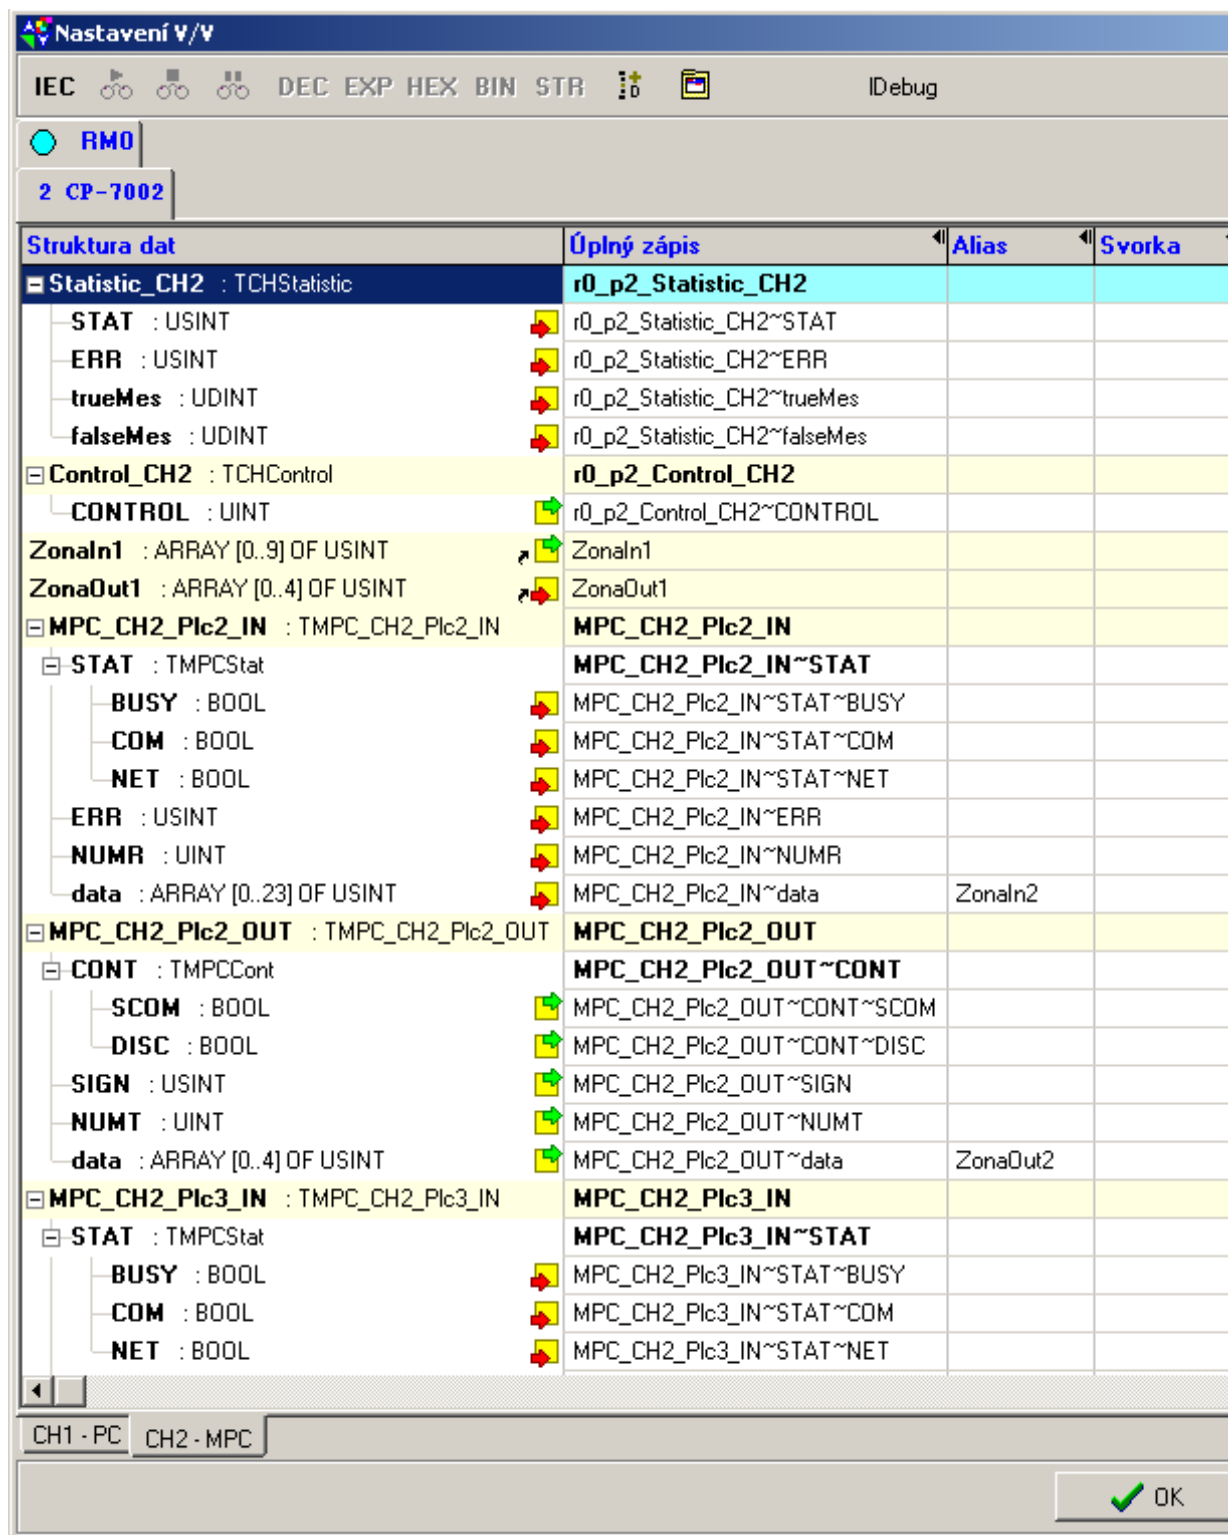 Nastavení V/V
IEC DEC EXP HEX BIN STR IDebug
RM0
2 CP-7002
Struktura dat Úplný zápis Alias Svorka
Statistic_CH2 : TCHStatistic r0_p2_Statistic_CH2
STAT : USINT r0_p2_Statistic_CH2~STAT
ERR : USINT r0_p2_Statistic_CH2~ERR
trueMes : UDINT r0_p2_Statistic_CH2~trueMes
falseMes : UDINT r0_p2_Statistic_CH2~falseMes
Control_CH2 : TCHControl r0_p2_Control_CH2
CONTROL : UINT r0_p2_Control_CH2~CONTROL
ZonaIn1 : ARRAY [0..9] OF USINT ZonaIn1
ZonaOut1 : ARRAY [0..4] OF USINT ZonaOut1
MPC_CH2_Plc2_IN : TMPC_CH2_Plc2_IN MPC_CH2_Plc2_IN
STAT : TMPCStat MPC_CH2_Plc2_IN~STAT
BUSY : BOOL MPC_CH2_Plc2_IN~STAT~BUSY
COM : BOOL MPC_CH2_Plc2_IN~STAT~COM
NET : BOOL MPC_CH2_Plc2_IN~STAT~NET
ERR : USINT MPC_CH2_Plc2_IN~ERR
NUMR : UINT MPC_CH2_Plc2_IN~NUMR
data : ARRAY [0..23] OF USINT MPC_CH2_Plc2_IN~data ZonaIn2
MPC_CH2_Plc2_OUT : TMPC_CH2_Plc2_OUT MPC_CH2_Plc2_OUT
CONT : TMPCCont MPC_CH2_Plc2_OUT~CONT
SCOM : BOOL MPC_CH2_Plc2_OUT~CONT~SCOM
DISC : BOOL MPC_CH2_Plc2_OUT~CONT~DISC
SIGN : USINT MPC_CH2_Plc2_OUT~SIGN
NUMT : UINT MPC_CH2_Plc2_OUT~NUMT
data : ARRAY [0..4] OF USINT MPC_CH2_Plc2_OUT~data ZonaOut2
MPC_CH2_Plc3_IN : TMPC_CH2_Plc3_IN MPC_CH2_Plc3_IN
STAT : TMPCStat MPC_CH2_Plc3_IN~STAT
BUSY : BOOL MPC_CH2_Plc3_IN~STAT~BUSY
COM : BOOL MPC_CH2_Plc3_IN~STAT~COM
NET : BOOL MPC_CH2_Plc3_IN~STAT~NET
CH1 - PC CH2 - MPC
OK